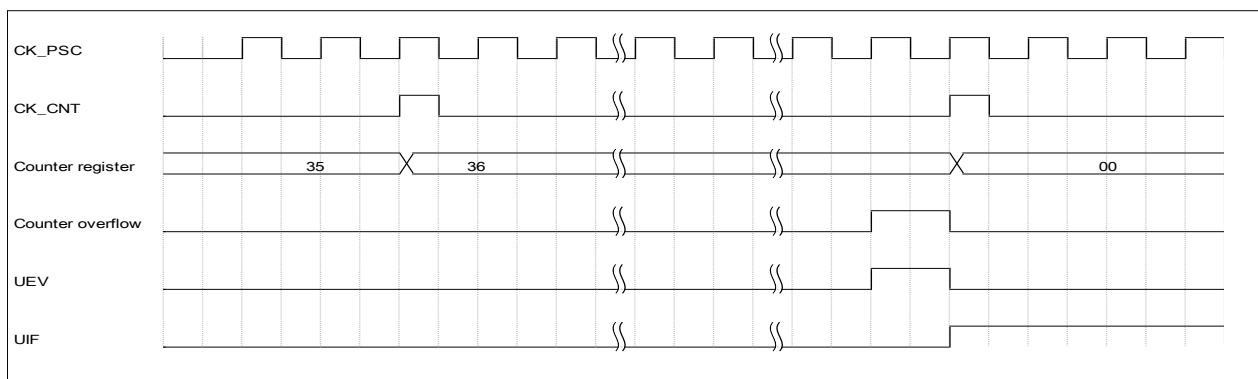 CK_PSC
CK_CNT
Counter register 35 36 00
Counter overflow
UEV
UIF